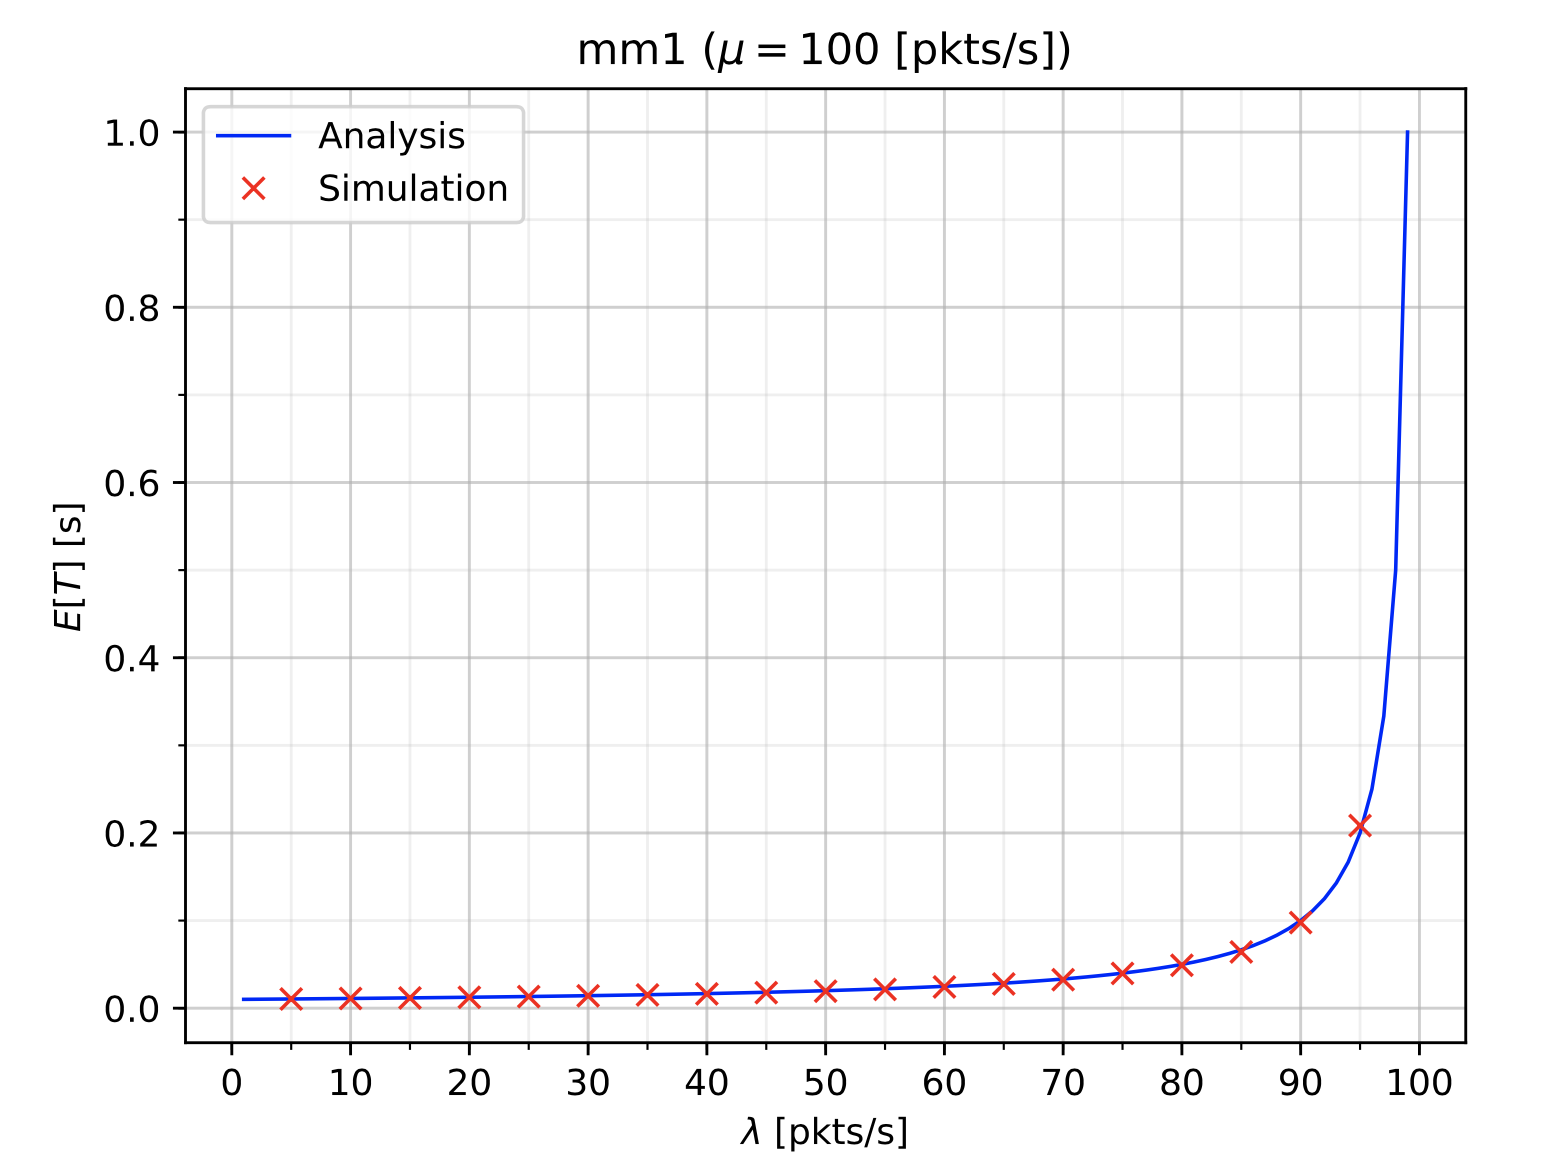 mm1 (μ = 100 [pkts/s])
Analysis
Simulation
1.0
0.8
0.6
0.4
0.2
0.0
E[T] [s]
0 10 20 30 40 50 60 70 80 90 100
λ [pkts/s]